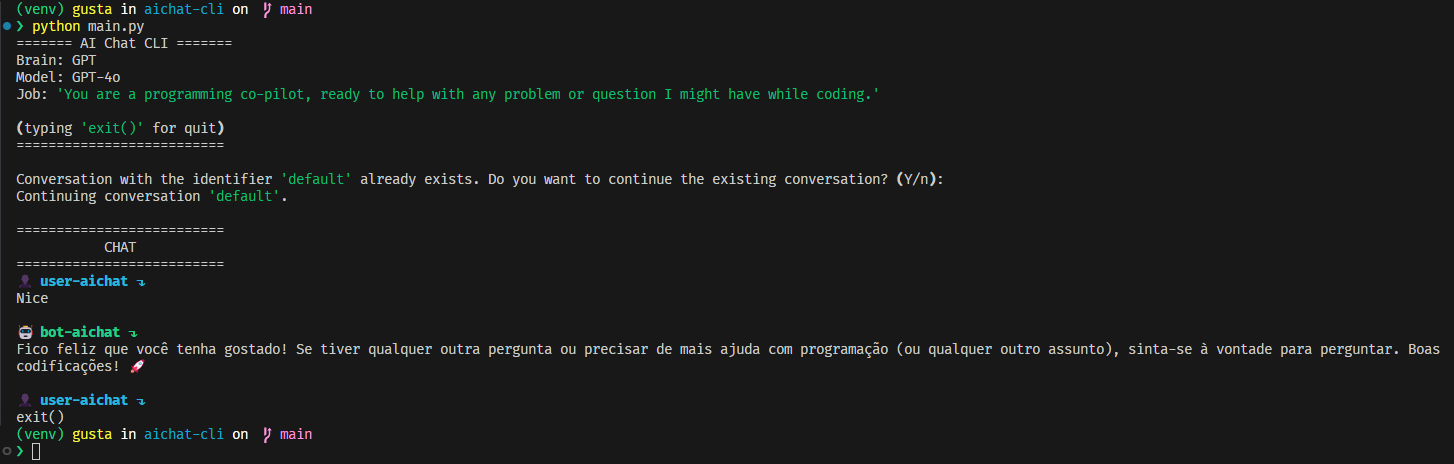 (venv) gusta in aichat-cli on main
❯ python main.py
======= AI Chat CLI =======
Brain: GPT
Model: GPT-4o
Job: 'You are a programming co-pilot, ready to help with any problem or question I might have while coding.'
(typing 'exit()' for quit)
==========================
Conversation with the identifier 'default' already exists. Do you want to continue the existing conversation? (Y/n):
Continuing conversation 'default'.
==========================
CHAT
==========================
👤 user-aichat ↴
Nice
🤖 bot-aichat ↴
Fico feliz que você tenha gostado! Se tiver qualquer outra pergunta ou precisar de mais ajuda com programação (ou qualquer outro assunto), sinta-se à vontade para perguntar. Boas
codificações! 🚀
👤 user-aichat ↴
exit()
(venv) gusta in aichat-cli on main
❯